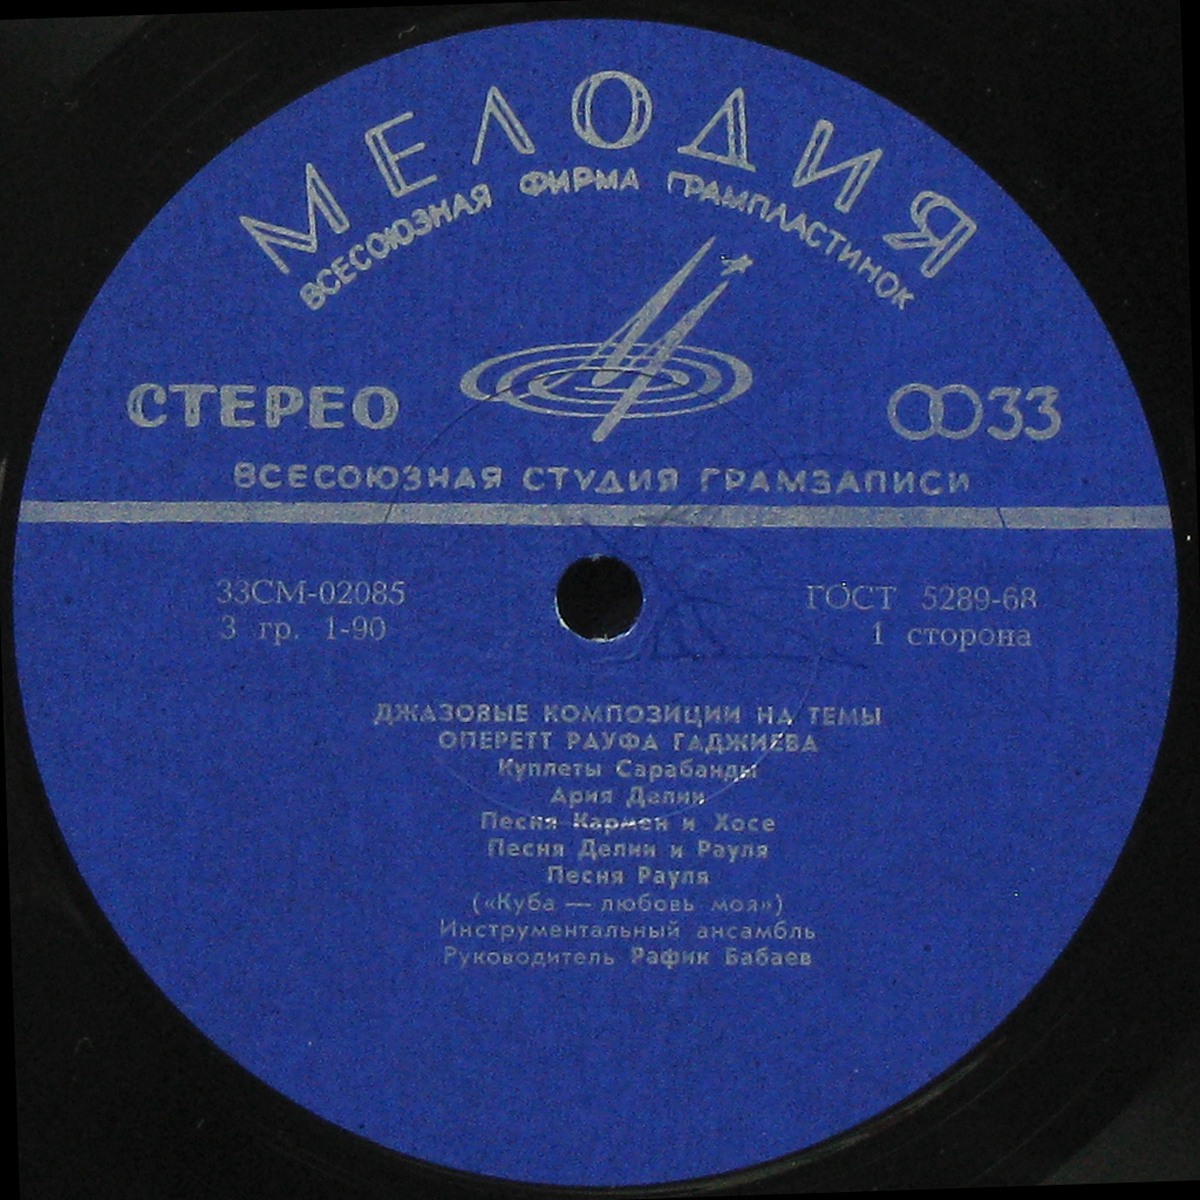 МЕЛОДИЯ
ВСЕСОЮЗНАЯ ФИРМА ГРАМПЛАСТИНОК
СТЕРЕО
33
ВСЕСОЮЗНАЯ СТУДИЯ ГРАМЗАПИСИ
33СМ-02085
ГОСТ 5289-68
3 гр. 1-90
1 сторона
ДЖАЗОВЫЕ КОМПОЗИЦИИ НА ТЕМЫ
ОПЕРЕТТ РАУФА ГАДЖИЕВА
Куплеты Сарабанды
Ария Делии
Песня Кармен и Хосе
Песня Делии и Рауля
Песня Рауля
(«Куба — любовь моя»)
Инструментальный ансамбль
Руководитель Рафик Бабаев